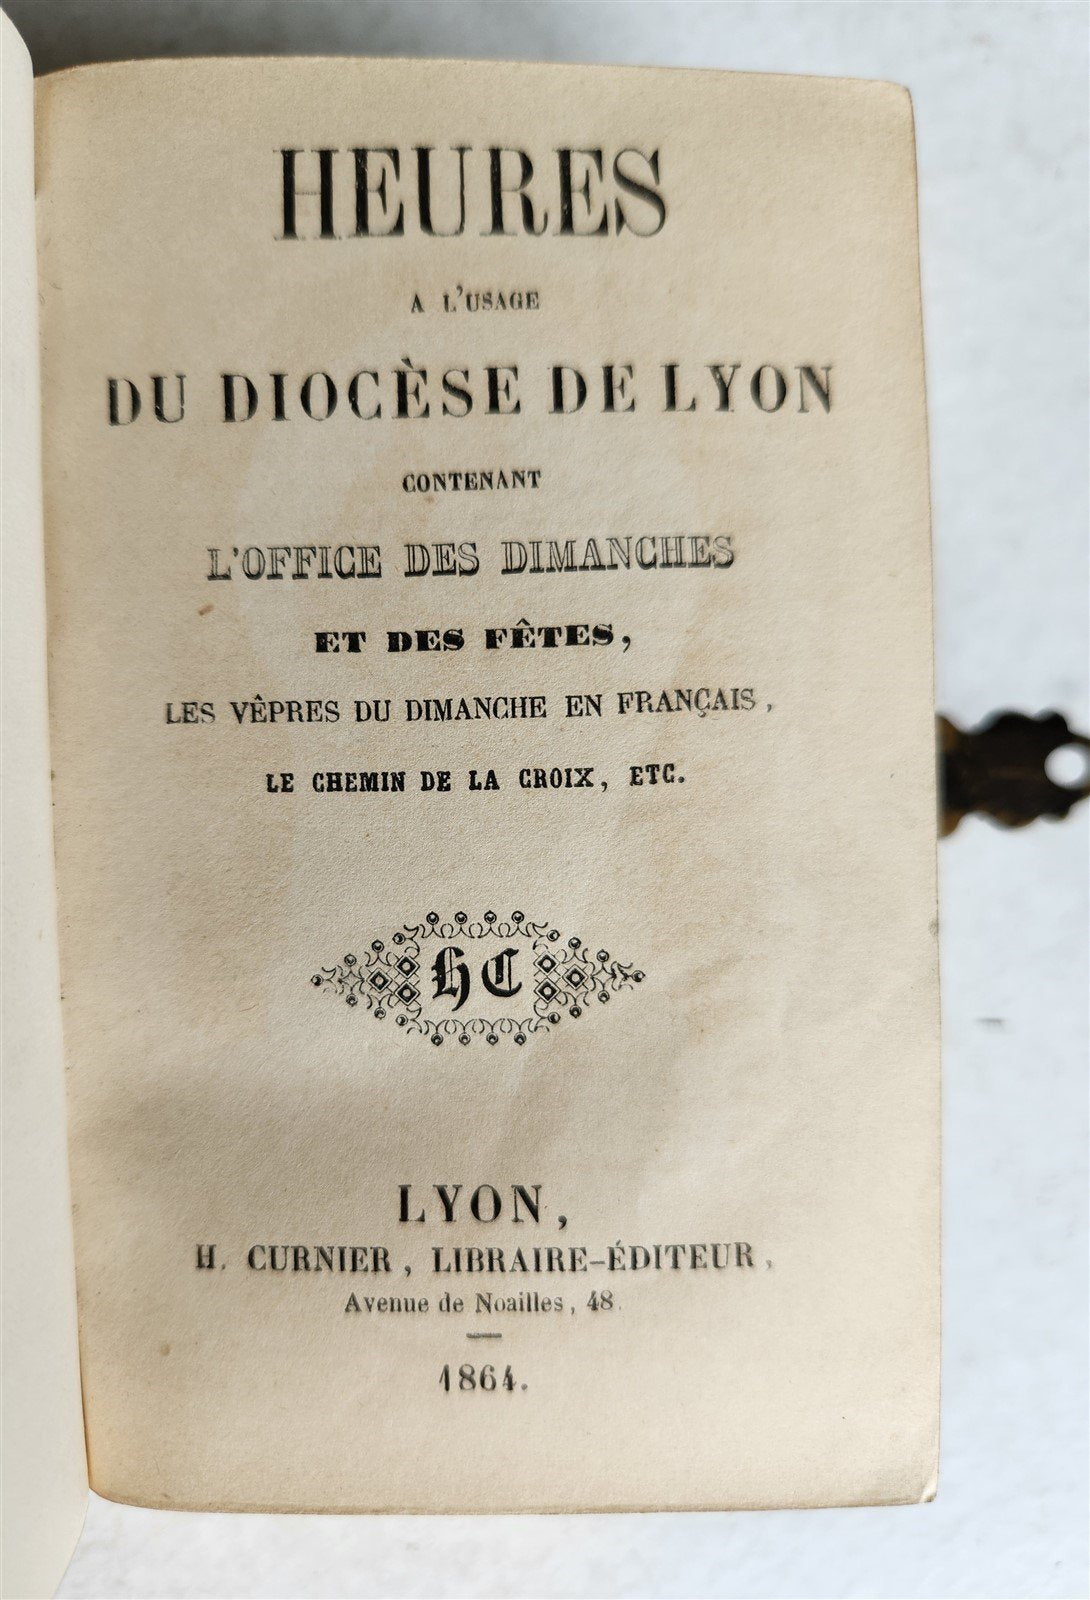 HEURES
A L'USAGE
DU DIOCÈSE DE LYON
CONTENANT
L'OFFICE DES DIMANCHES
ET DES FÊTES,
LES VÊPRES DU DIMANCHE EN FRANÇAIS,
LE CHEMIN DE LA CROIX, ETC.
HC
LYON,
H. CURNIER, LIBRAIRE-ÉDITEUR,
Avenue de Noailles, 48.
1864.